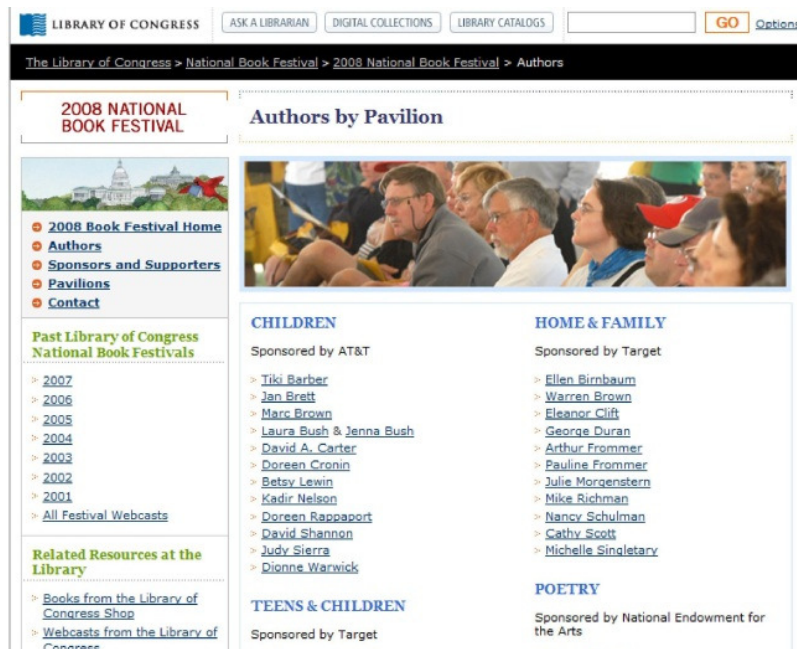 LIBRARY OF CONGRESS
ASK A LIBRARIAN
DIGITAL COLLECTIONS
LIBRARY CATALOGS
GO
Options
The Library of Congress > National Book Festival > 2008 National Book Festival > Authors
2008 NATIONAL
BOOK FESTIVAL
2008 Book Festival Home
Authors
Sponsors and Supporters
Pavilions
Contact
Past Library of Congress
National Book Festivals
> 2007
> 2006
> 2005
> 2004
> 2003
> 2002
> 2001
> All Festival Webcasts
Related Resources at the
Library
> Books from the Library of
Congress Shop
> Webcasts from the Library of
Congress
Authors by Pavilion
CHILDREN
Sponsored by AT&T
> Tiki Barber
> Jan Brett
> Marc Brown
> Laura Bush & Jenna Bush
> David A. Carter
> Doreen Cronin
> Betsy Lewin
> Kadir Nelson
> Doreen Rappaport
> David Shannon
> Judy Sierra
> Dionne Warwick
TEENS & CHILDREN
Sponsored by Target
HOME & FAMILY
Sponsored by Target
> Ellen Birnbaum
> Warren Brown
> Eleanor Clift
> George Duran
> Arthur Frommer
> Pauline Frommer
> Julie Morgenstern
> Mike Richman
> Nancy Schulman
> Cathy Scott
> Michelle Singletary
POETRY
Sponsored by National Endowment for
the Arts